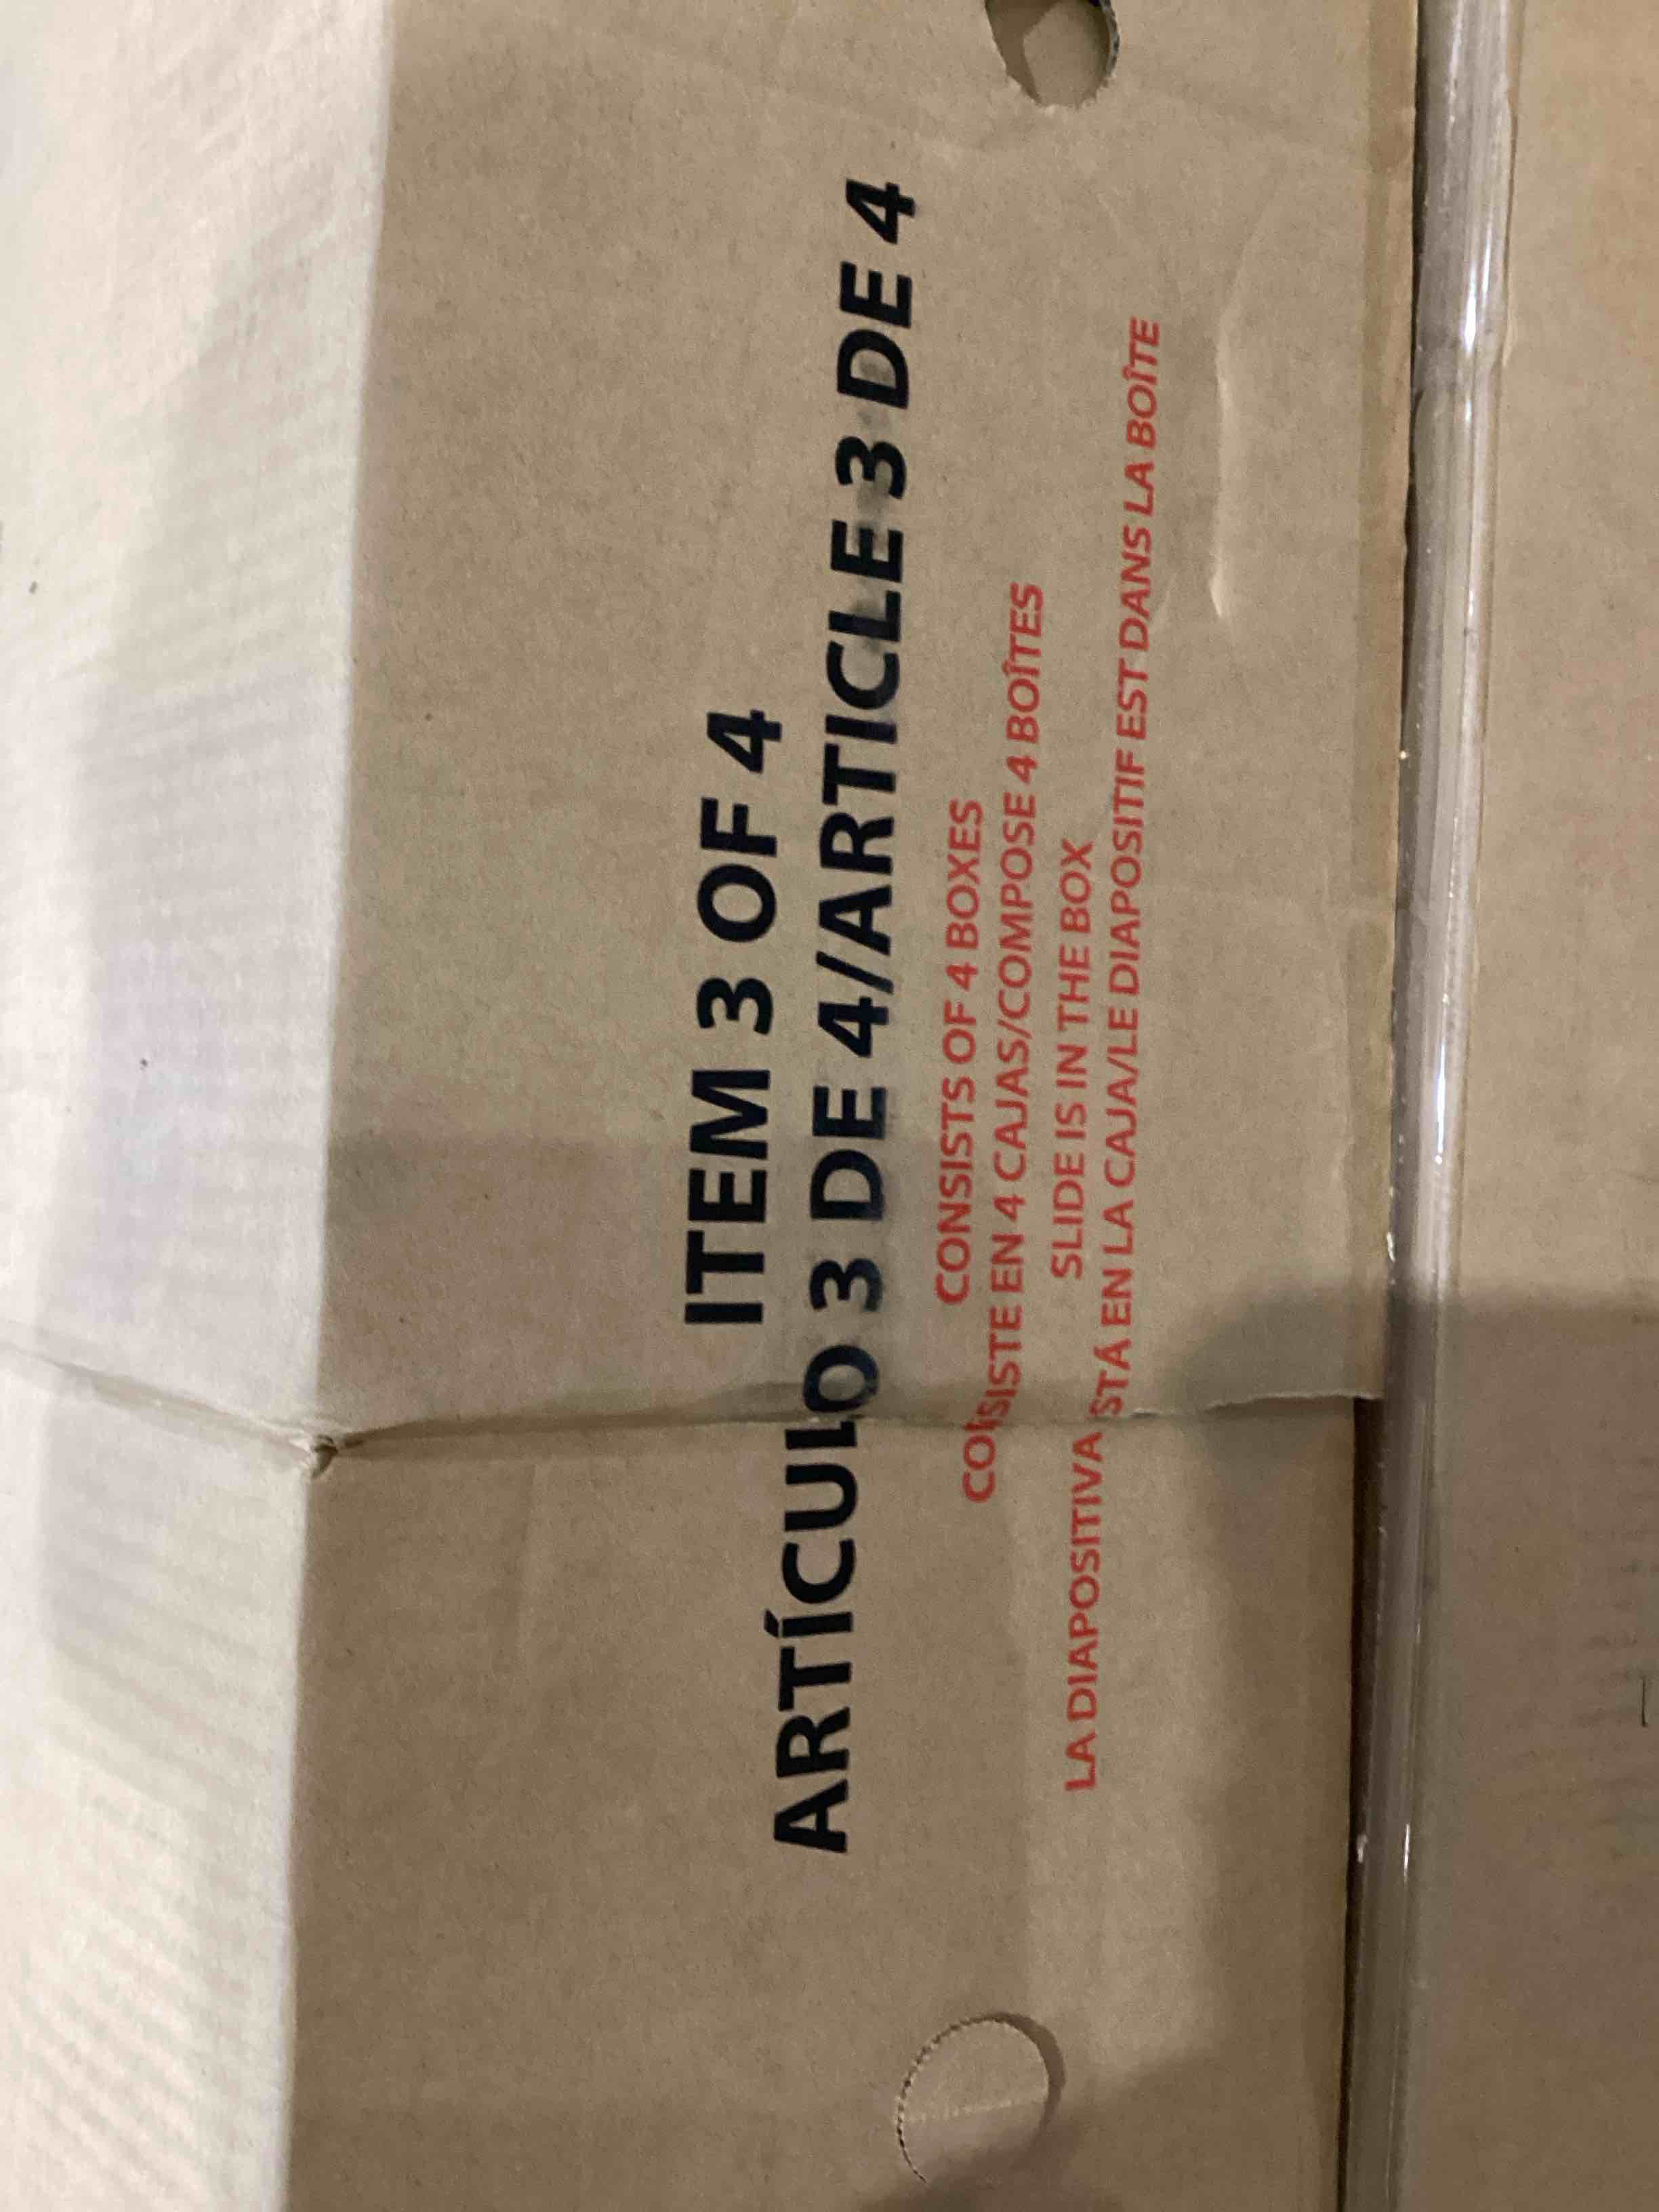 ITEM 3 OF 4
ARTÍCULO 3 DE 4/ARTICLE 3 DE 4
CONSISTS OF 4 BOXES
CONSISTE EN 4 CAJAS/COMPOSE 4 BOÎTES
SLIDE IS IN THE BOX
LA DIAPOSITIVA STÁ EN LA CAJA/LE DIAPOSITIF EST DANS LA BOÎTE